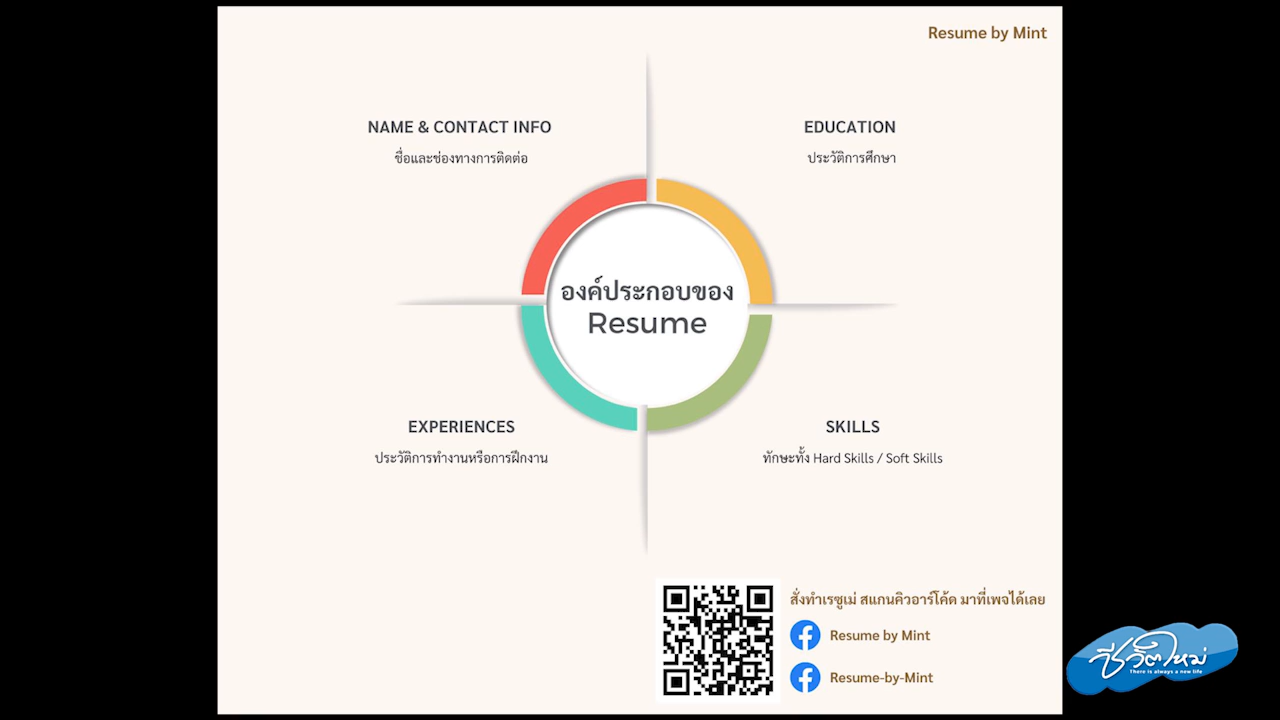 Resume by Mint
NAME & CONTACT INFO
ชื่อและช่องทางการติดต่อ
EDUCATION
ประวัติการศึกษา
องค์ประกอบของ
Resume
EXPERIENCES
ประวัติการทำงานหรือการฝึกงาน
SKILLS
ทักษะทั้ง Hard Skills / Soft Skills
สั่งทำเรซูเม่ สแกนคิวอาร์โค้ด มาที่เพจได้เลย
Resume by Mint
Resume-by-Mint
ชีวิตใหม่
There is always a new life